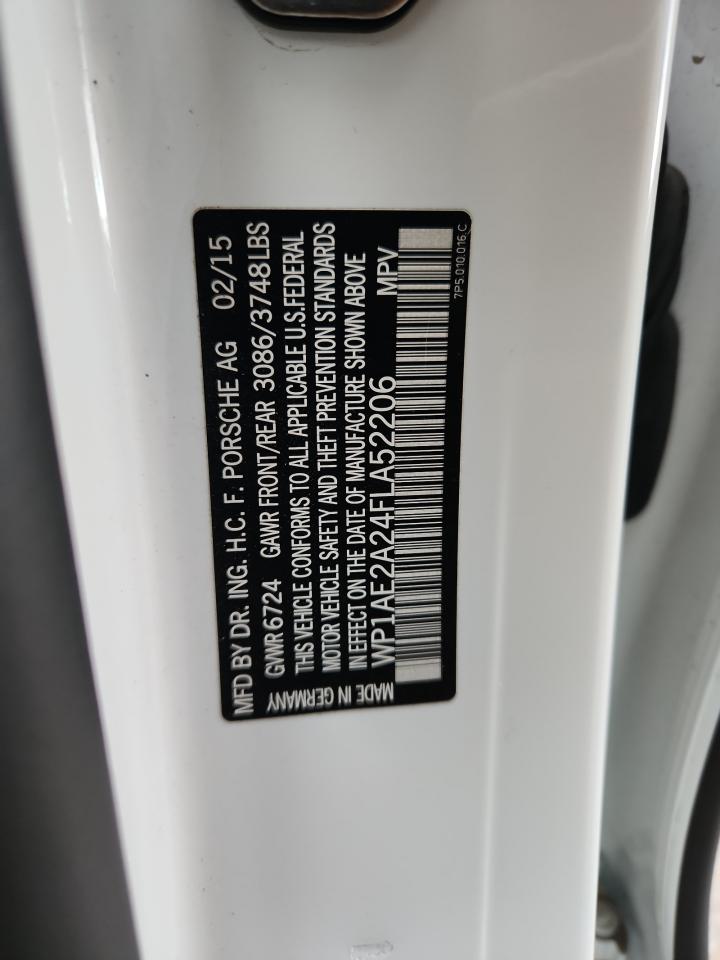 MFD BY DR. ING. H.C. F. PORSCHE AG 02/15
GWR6724 GAWR FRONT/REAR 3086/3748LBS
THIS VEHICLE CONFORMS TO ALL APPLICABLE U.S.FEDERAL
MOTOR VEHICLE SAFETY AND THEFT PREVENTION STANDARDS
IN EFFECT ON THE DATE OF MANUFACTURE SHOWN ABOVE
WP1AE2A24FLA52206 MPV
7P5.010.016.C
MADE IN GERMANY